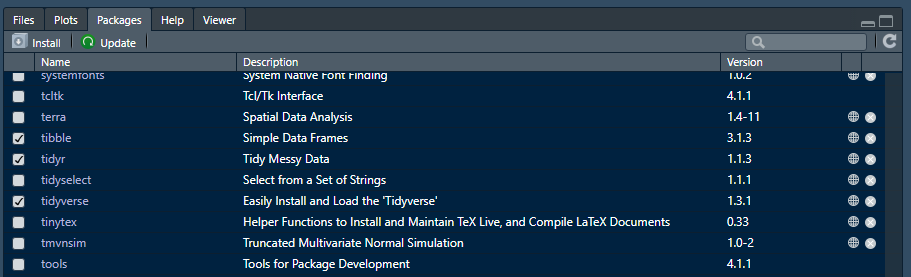 Files Plots Packages Help Viewer
Install Update
Name Description Version
systemfonts System Native Font Finding 1.0.2
tcltk Tcl/Tk Interface 4.1.1
terra Spatial Data Analysis 1.4-11
tibble Simple Data Frames 3.1.3
tidyr Tidy Messy Data 1.1.3
tidyselect Select from a Set of Strings 1.1.1
tidyverse Easily Install and Load the 'Tidyverse' 1.3.1
tinytex Helper Functions to Install and Maintain TeX Live, and Compile LaTeX Documents 0.33
tmvnsim Truncated Multivariate Normal Simulation 1.0-2
tools Tools for Package Development 4.1.1